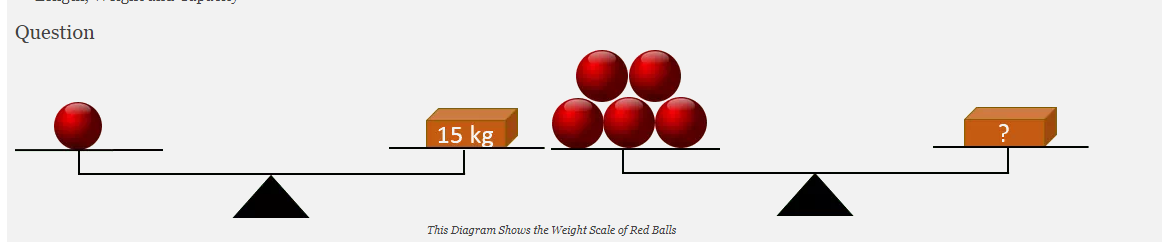 Question
15 kg
?
This Diagram Shows the Weight Scale of Red Balls